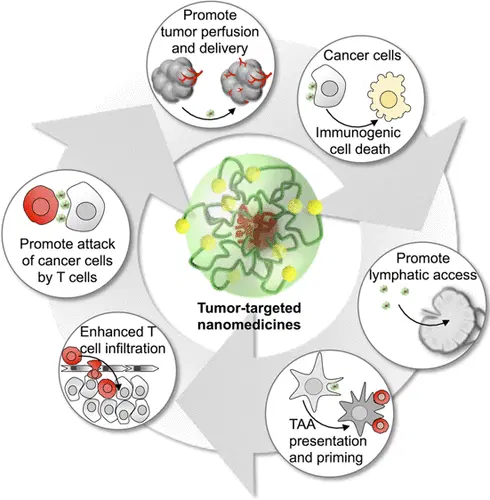 Promote
tumor perfusion
and delivery
Cancer cells
Immunogenic
cell death
Promote
lymphatic access
TAA
presentation
and priming
Enhanced T
cell infiltration
Promote attack
of cancer cells
by T cells
Tumor-targeted
nanomedicines